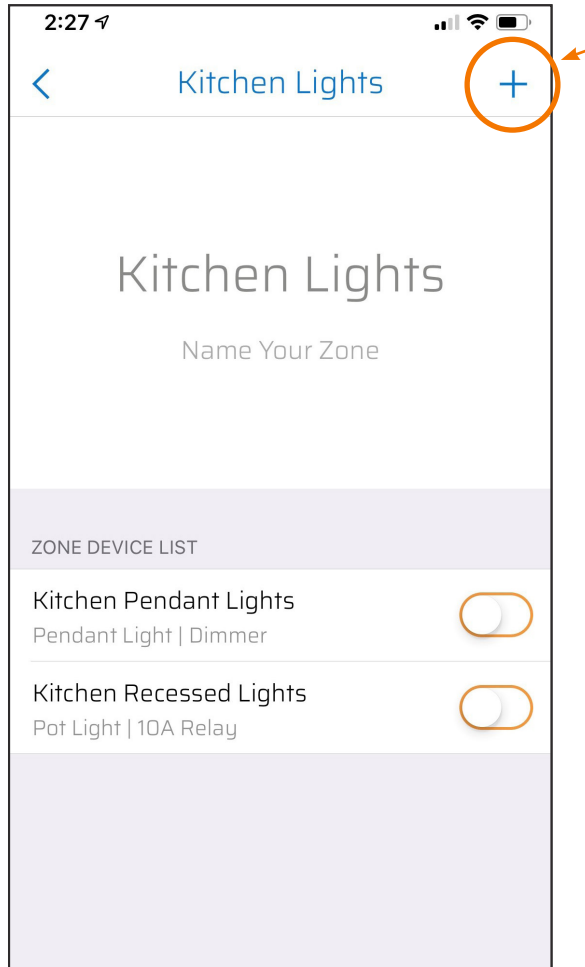 2:27
Kitchen Lights
Kitchen Lights
Name Your Zone
ZONE DEVICE LIST
Kitchen Pendant Lights
Pendant Light | Dimmer
Kitchen Recessed Lights
Pot Light | 10A Relay